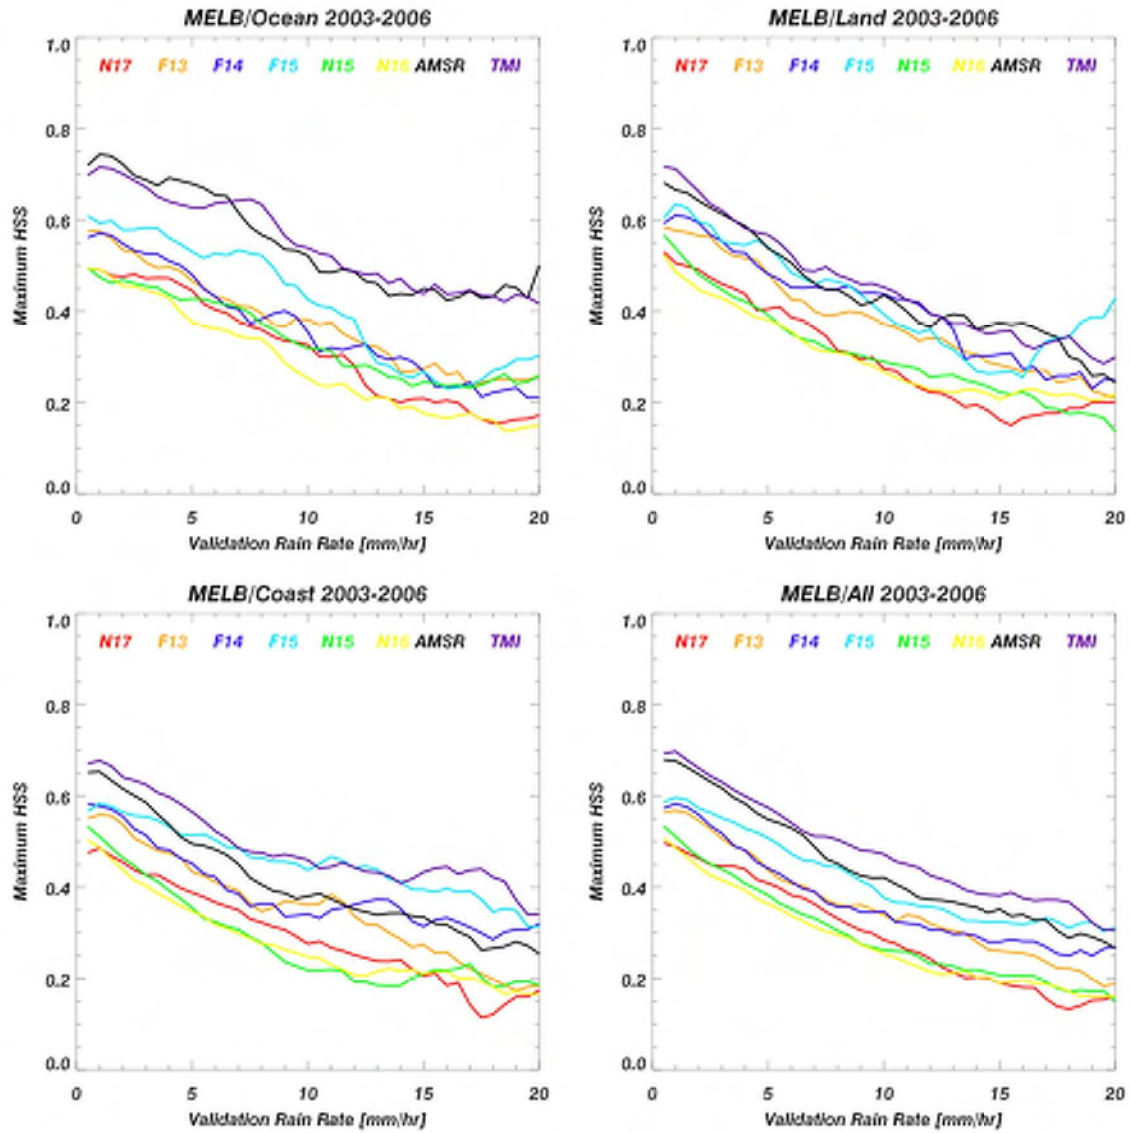 MELB/Ocean 2003-2006
1.0
N17 F13 F14 F15 N15 N16 AMSR TMI
0.8
0.6
0.4
0.2
0.0
Maximum HSS
0 5 10 15 20
Validation Rain Rate [mm/hr]
MELB/Land 2003-2006
1.0
N17 F13 F14 F15 N15 N16 AMSR TMI
0.8
0.6
0.4
0.2
0.0
Maximum HSS
0 5 10 15 20
Validation Rain Rate [mm/hr]
MELB/Coast 2003-2006
1.0
N17 F13 F14 F15 N15 N16 AMSR TMI
0.8
0.6
0.4
0.2
0.0
Maximum HSS
0 5 10 15 20
Validation Rain Rate [mm/hr]
MELB/All 2003-2006
1.0
N17 F13 F14 F15 N15 N16 AMSR TMI
0.8
0.6
0.4
0.2
0.0
Maximum HSS
0 5 10 15 20
Validation Rain Rate [mm/hr]